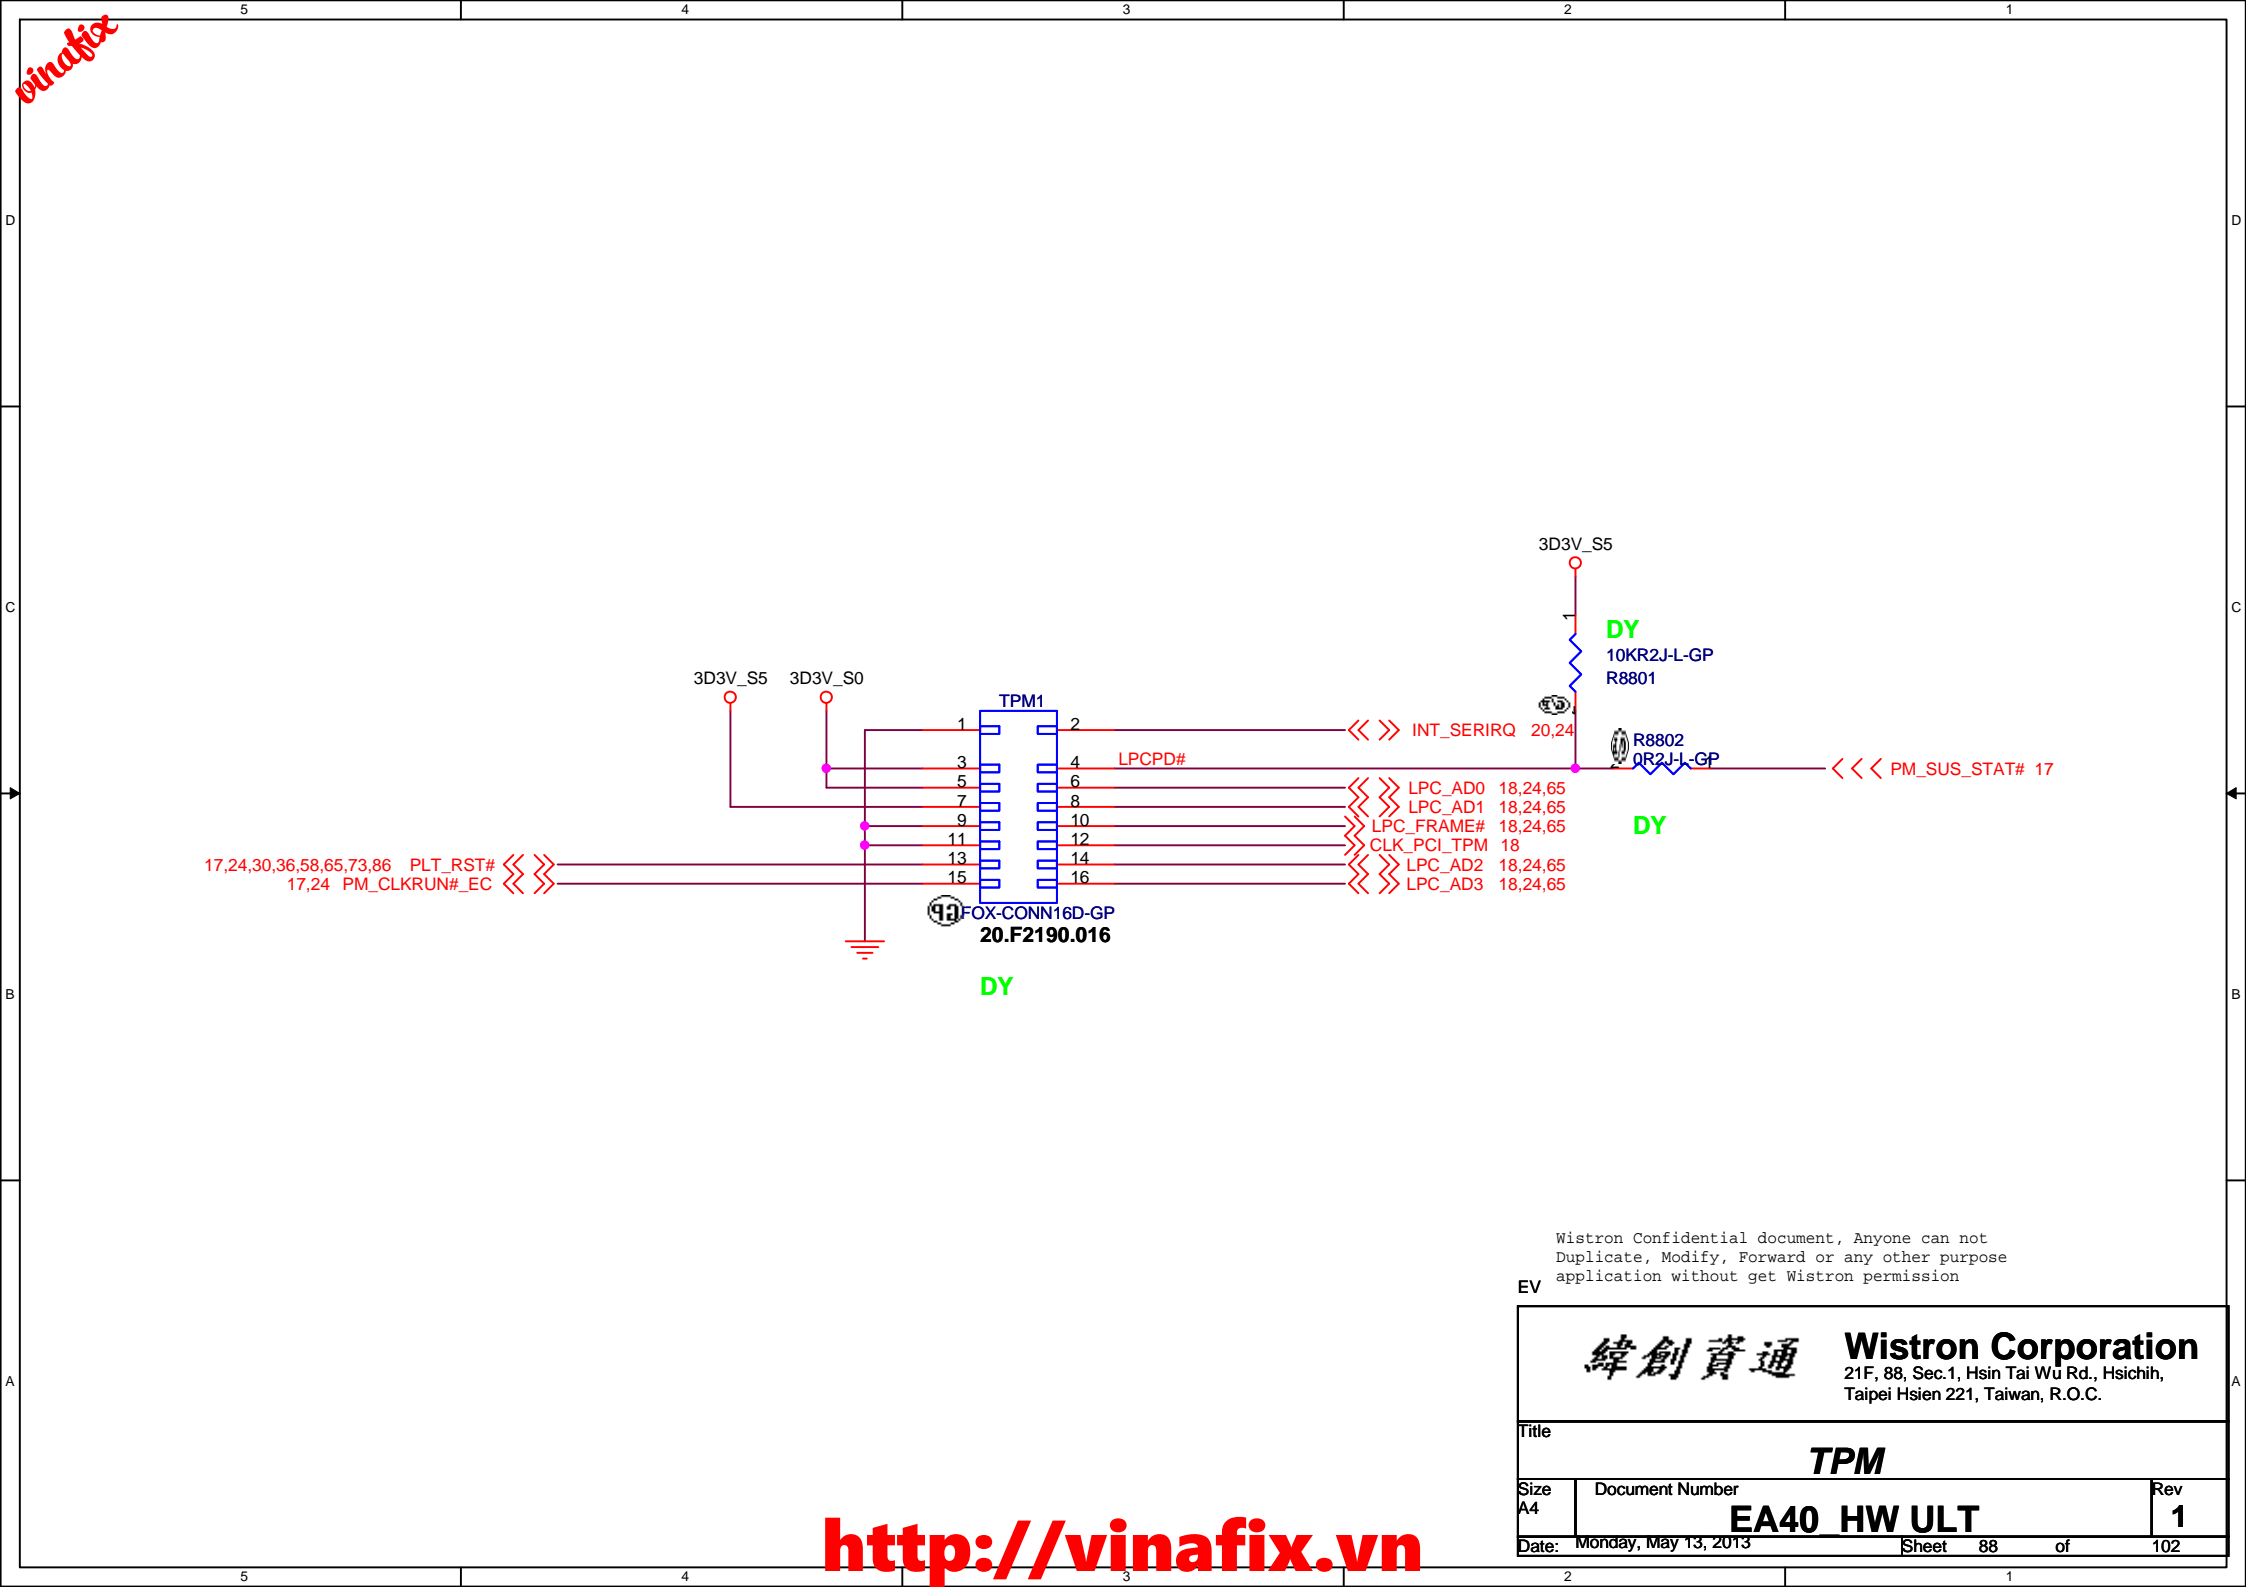 5 4 3 2 1
vinafix
D D
3D3V_S5
1
DY
10KR2J-L-GP
R8801
C C
3D3V_S5 3D3V_S0
TPM1
1 2 INT_SERIRQ 20,24
R8802
0R2J-L-GP
3 4 LPCPD# 2 1 PM_SUS_STAT# 17
5 6 LPC_AD0 18,24,65
7 8 LPC_AD1 18,24,65
9 10 LPC_FRAME# 18,24,65
DY
11 12 CLK_PCI_TPM 18
17,24,30,36,58,65,73,86 PLT_RST# 13 14 LPC_AD2 18,24,65
17,24 PM_CLKRUN#_EC 15 16 LPC_AD3 18,24,65
GP FOX-CONN16D-GP
20.F2190.016
DY
B B
Wistron Confidential document, Anyone can not
Duplicate, Modify, Forward or any other purpose
application without get Wistron permission
EV
緯創資通 Wistron Corporation
21F, 88, Sec.1, Hsin Tai Wu Rd., Hsichih,
Taipei Hsien 221, Taiwan, R.O.C.
A A
Title
TPM
Size Document Number Rev
A4 EA40_HW ULT 1
Date: Monday, May 13, 2013 Sheet 88 of 102
http://vinafix.vn
5 4 3 2 1